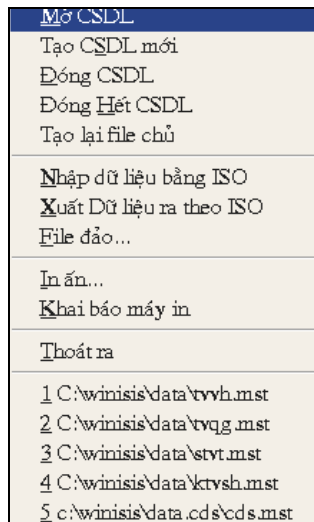 Mở CSDL
Tạo CSDL mới
Đóng CSDL
Đóng Hết CSDL
Tạo lại file chủ
Nhập dữ liệu bằng ISO
Xuất Dữ liệu ra theo ISO
File đảo...
In ấn...
Khai báo máy in
Thoát ra
1 C:\winisis\data\tvvh.mst
2 C:\winisis\data\tvqg.mst
3 C:\winisis\data\stvt.mst
4 C:\winisis\data\ktvsh.mst
5 c:\winisis\data.cds\cds.mst